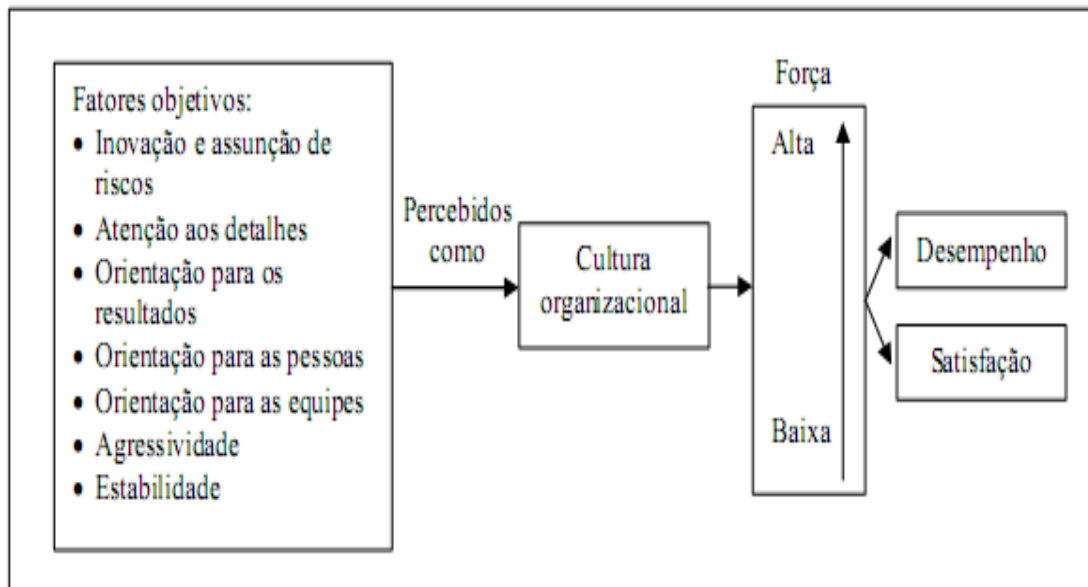 Fatores objetivos:
• Inovação e assunção de
riscos
• Atenção aos detalhes
• Orientação para os
resultados
• Orientação para as pessoas
• Orientação para as equipes
• Agressividade
• Estabilidade
Percebidos
como
Cultura
organizacional
Força
Alta
Baixa
Desempenho
Satisfação